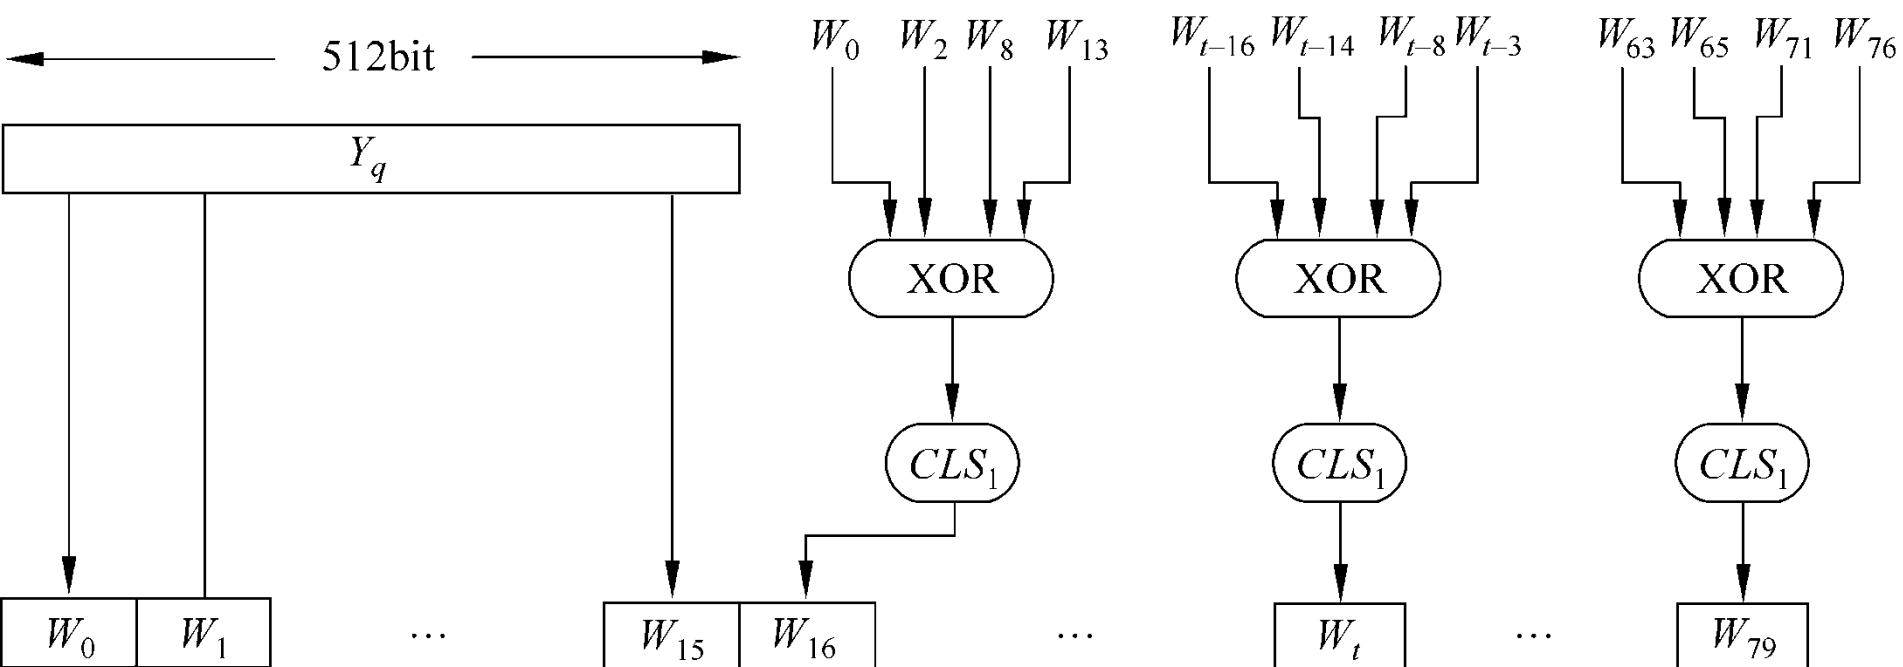 512bit
W0 W2 W8 W13 Wt–16 Wt–14 Wt–8 Wt–3 W63 W65 W71 W76
Yq
XOR XOR XOR
CLS1 CLS1 CLS1
W0 W1 … W15 W16 … Wt … W79